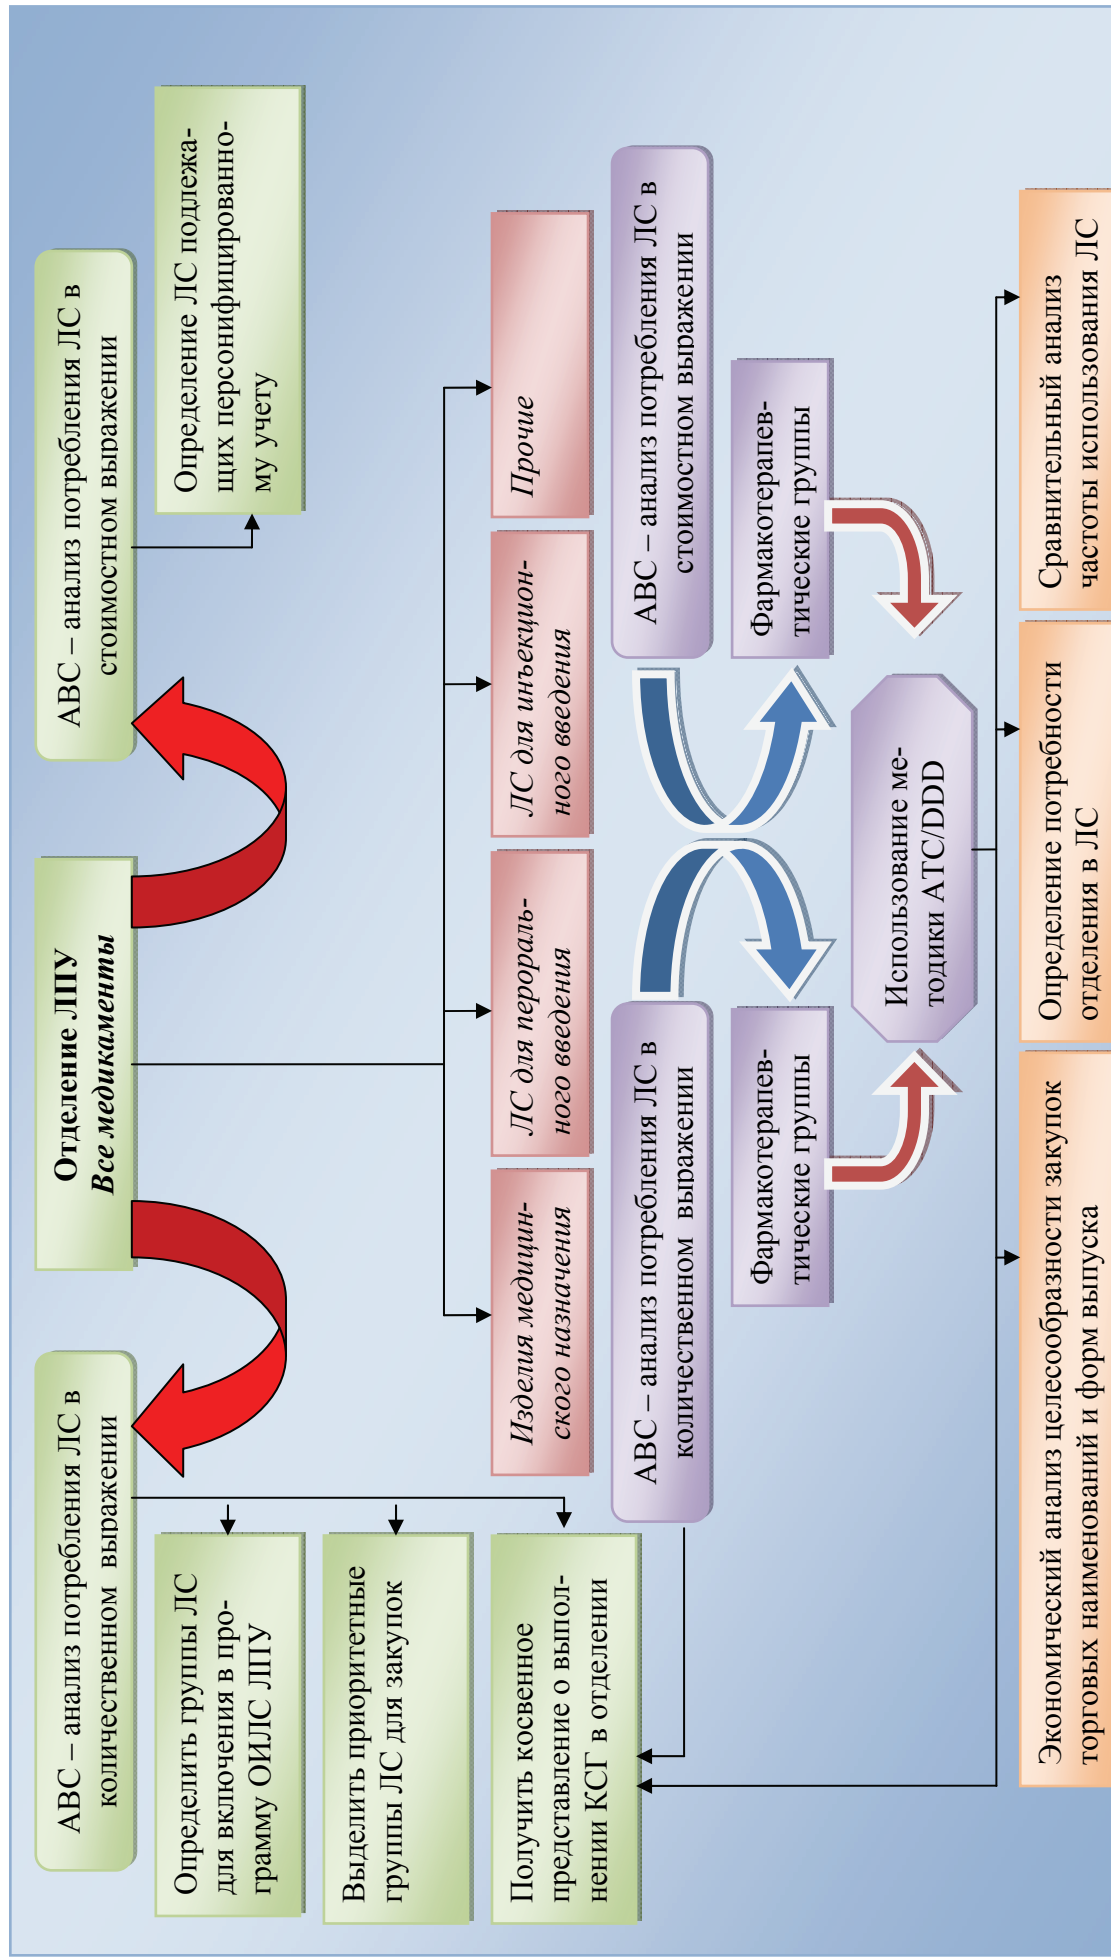 АВС – анализ потребления ЛС в
количественном выражении
Отделение ЛПУ
Все медикаменты
АВС – анализ потребления ЛС в
стоимостном выражении
Определить группы ЛС
для включения в про-
грамму ОИЛС ЛПУ
Определение ЛС подлежа-
щих персонифицированно-
му учету
Выделить приоритетные
группы ЛС для закупок
Получить косвенное
представление о выпол-
нении КСГ в отделении
Изделия медицин-
ского назначения
ЛС для перораль-
ного введения
ЛС для инъекцион-
ного введения
Прочие
АВС – анализ потребления ЛС в
количественном выражении
АВС – анализ потребления ЛС в
стоимостном выражении
Фармакотерапев-
тические группы
Фармакотерапев-
тические группы
Использование ме-
тодики АТС/DDD
Экономический анализ целесообразности закупок
торговых наименований и форм выпуска
Определение потребности
отделения в ЛС
Сравнительный анализ
частоты использования ЛС